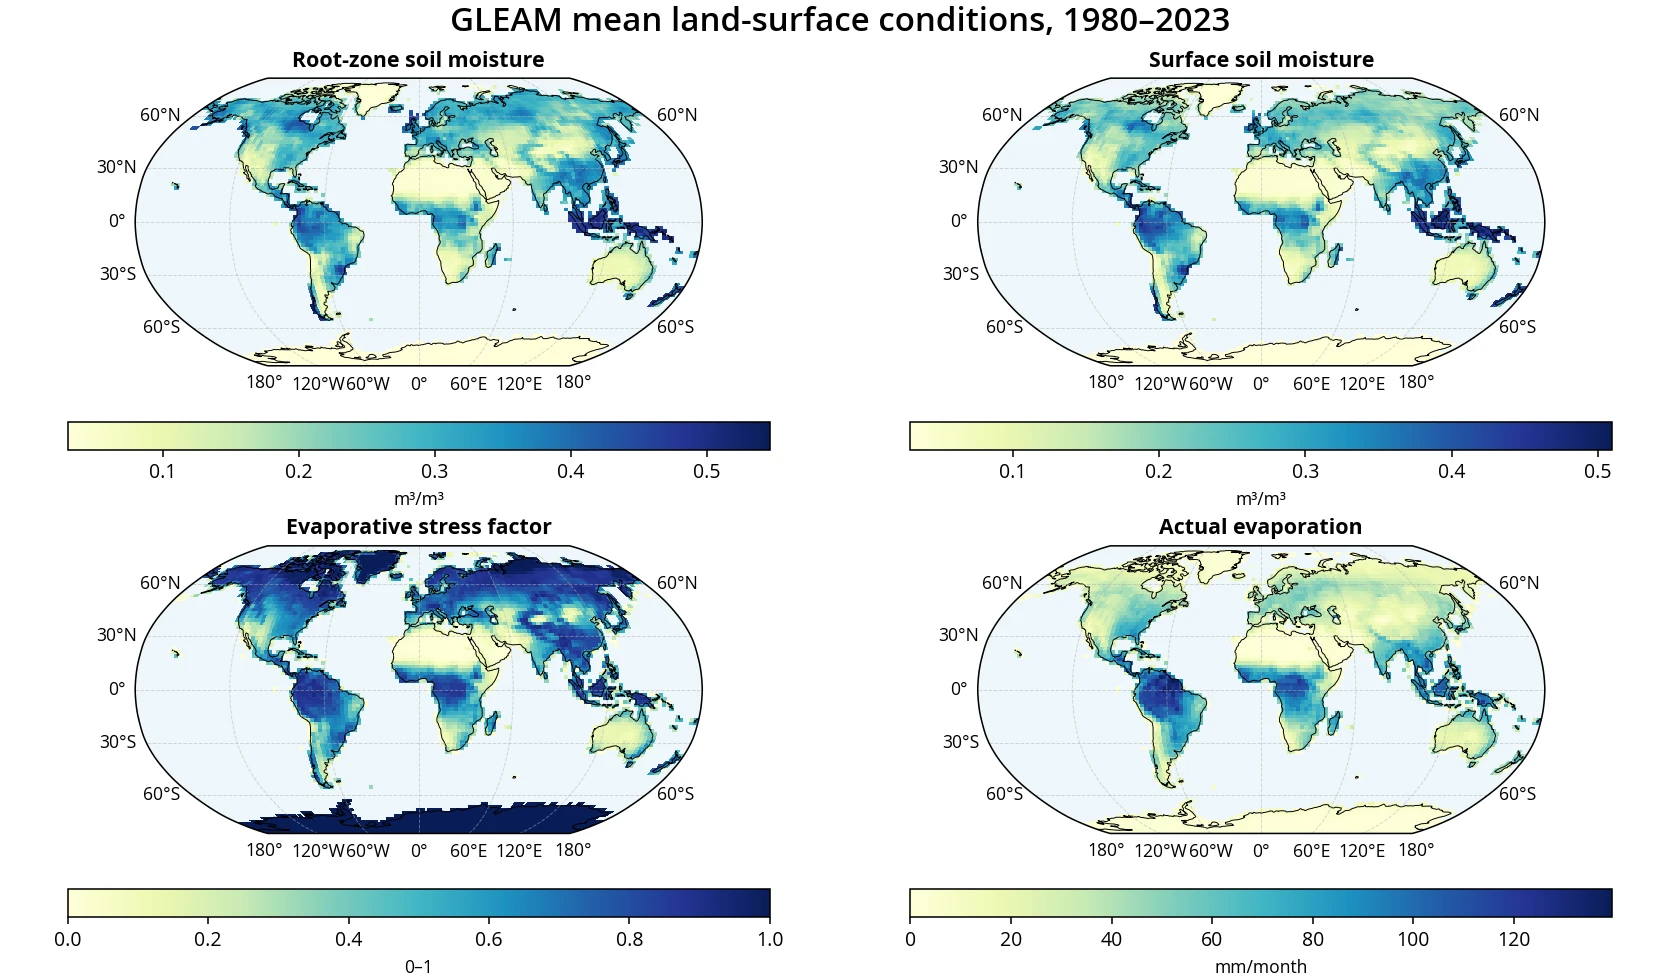 GLEAM mean land-surface conditions, 1980–2023
Root-zone soil moisture
60°N 60°N
30°N
0°
30°S
60°S 60°S
180° 120°W 60°W 0° 60°E 120°E 180°
0.1 0.2 0.3 0.4 0.5
m³/m³
Surface soil moisture
60°N 60°N
30°N
0°
30°S
60°S 60°S
180° 120°W 60°W 0° 60°E 120°E 180°
0.1 0.2 0.3 0.4 0.5
m³/m³
Evaporative stress factor
60°N 60°N
30°N
0°
30°S
60°S 60°S
180° 120°W 60°W 0° 60°E 120°E 180°
0.0 0.2 0.4 0.6 0.8 1.0
0–1
Actual evaporation
60°N 60°N
30°N
0°
30°S
60°S 60°S
180° 120°W 60°W 0° 60°E 120°E 180°
0 20 40 60 80 100 120
mm/month